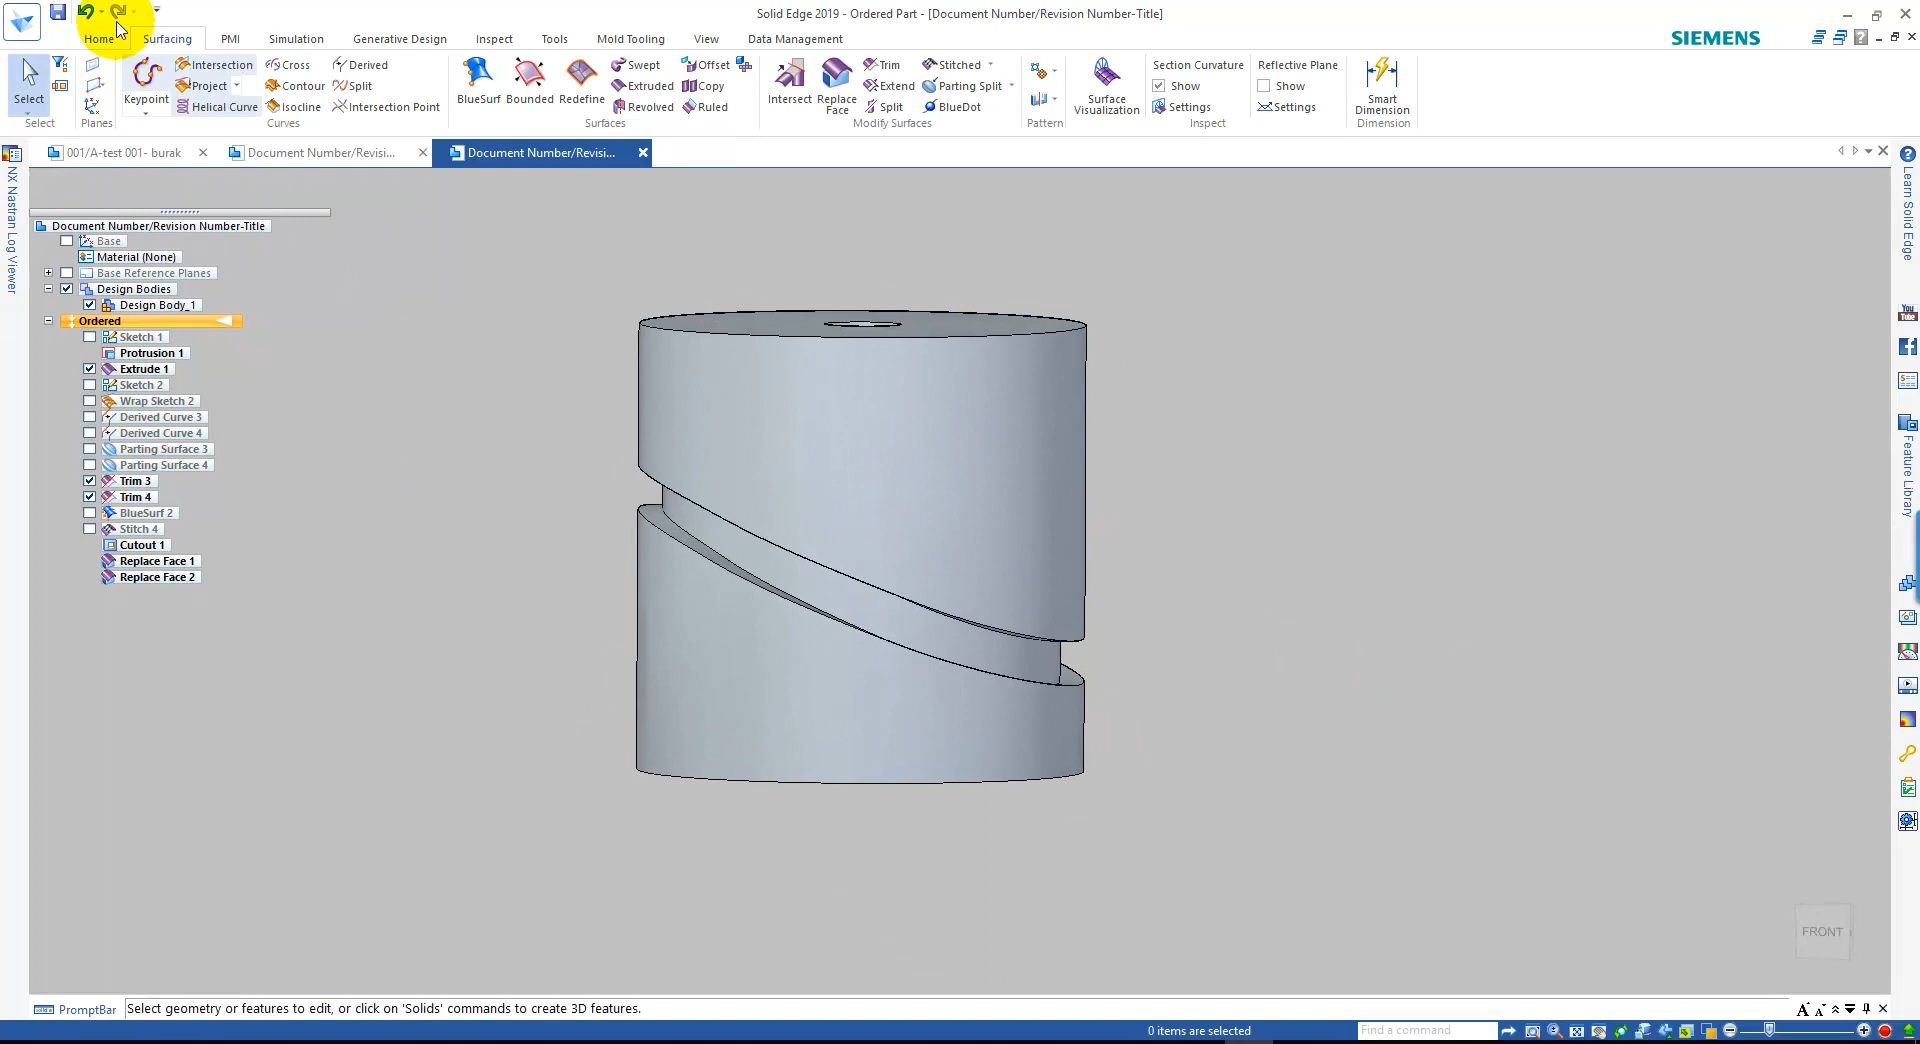 Solid Edge 2019 - Ordered Part - [Document Number/Revision Number-Title]
Home Surfacing PMI Simulation Generative Design Inspect Tools Mold Tooling View Data Management
SIEMENS
Select
Select
Planes
Keypoint
Intersection
Project
Helical Curve
Cross
Contour
Isocline
Derived
Split
Intersection Point
Curves
BlueSurf
Bounded
Redefine
Swept
Extruded
Revolved
Offset
Copy
Ruled
Surfaces
Intersect
Replace
Face
Trim
Extend
Split
Stitched
Parting Split
BlueDot
Modify Surfaces
Pattern
Surface
Visualization
Section Curvature
Show
Settings
Inspect
Reflective Plane
Show
Settings
Smart
Dimension
Dimension
001/A-test 001- burak
Document Number/Revisi...
Document Number/Revisi...
NX Nastran Log Viewer
Document Number/Revision Number-Title
Base
Material (None)
Base Reference Planes
Design Bodies
Design Body_1
Ordered
Sketch 1
Protrusion 1
Extrude 1
Sketch 2
Wrap Sketch 2
Derived Curve 3
Derived Curve 4
Parting Surface 3
Parting Surface 4
Trim 3
Trim 4
BlueSurf 2
Stitch 4
Cutout 1
Replace Face 1
Replace Face 2
Learn Solid Edge
You
Tube
Feature Library
FRONT
PromptBar
Select geometry or features to edit, or click on 'Solids' commands to create 3D features.
0 items are selected
Find a command